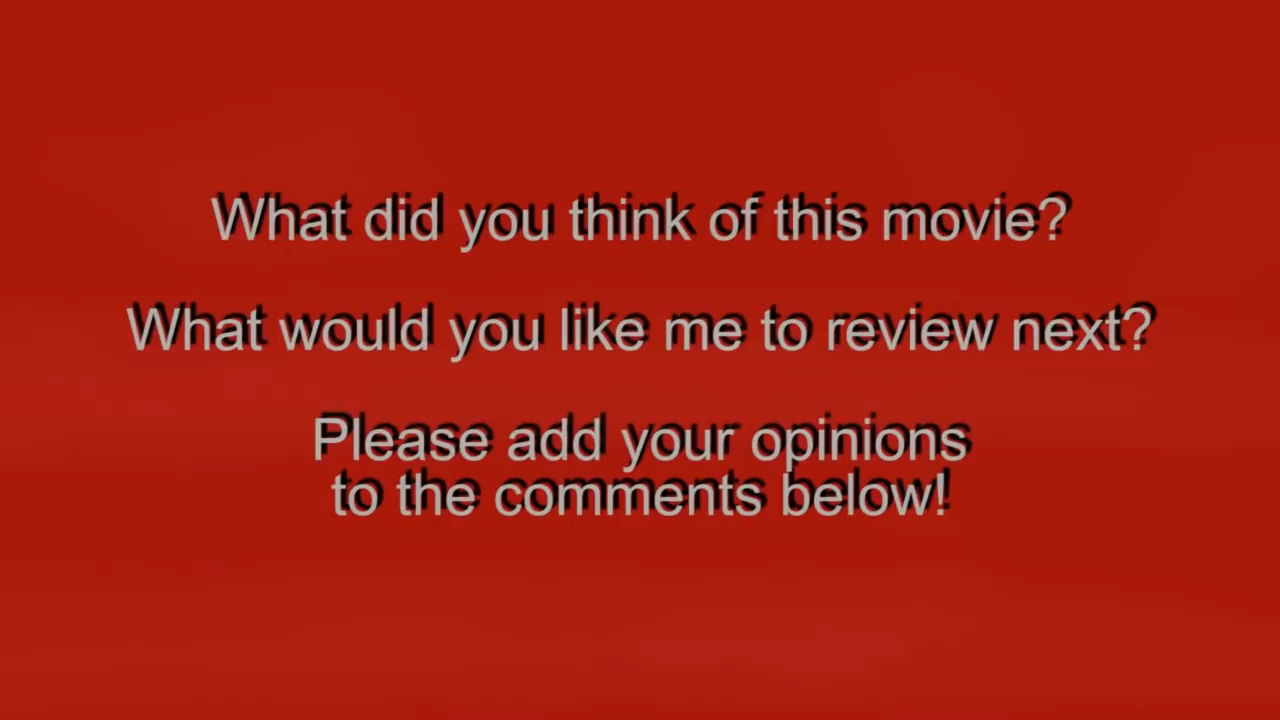 What did you think of this movie?
What would you like me to review next?
Please add your opinions
to the comments below!